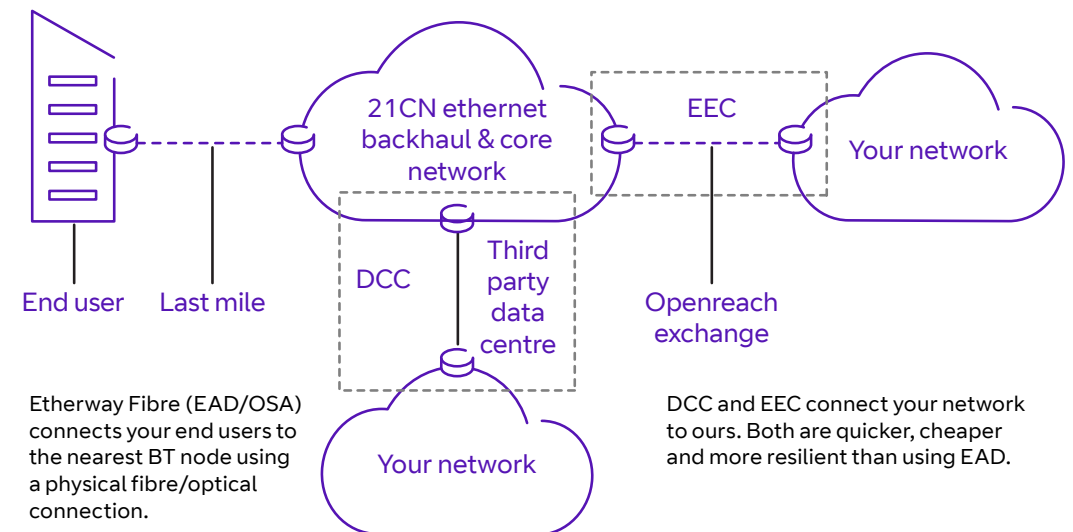 21CN ethernet
backhaul & core
network
EEC
Your network
DCC
Third
party
data
centre
End user
Last mile
Openreach
exchange
Etherway Fibre (EAD/OSA)
connects your end users to
the nearest BT node using
a physical fibre/optical
connection.
Your network
DCC and EEC connect your network
to ours. Both are quicker, cheaper
and more resilient than using EAD.